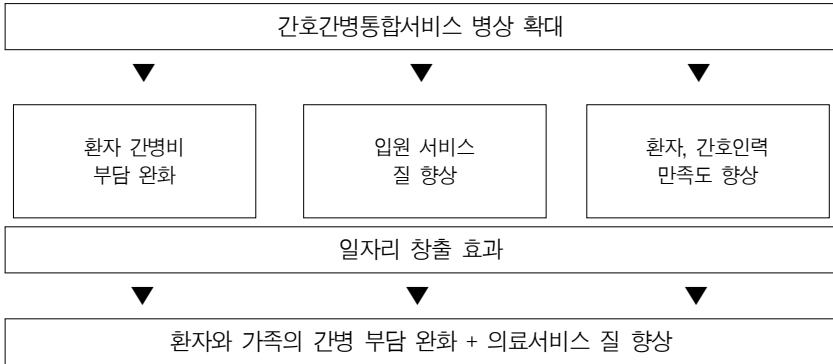 간호간병통합서비스 병상 확대
▼ ▼ ▼
환자 간병비
부담 완화
입원 서비스
질 향상
환자, 간호인력
만족도 향상
일자리 창출 효과
▼ ▼ ▼
환자와 가족의 간병 부담 완화 + 의료서비스 질 향상